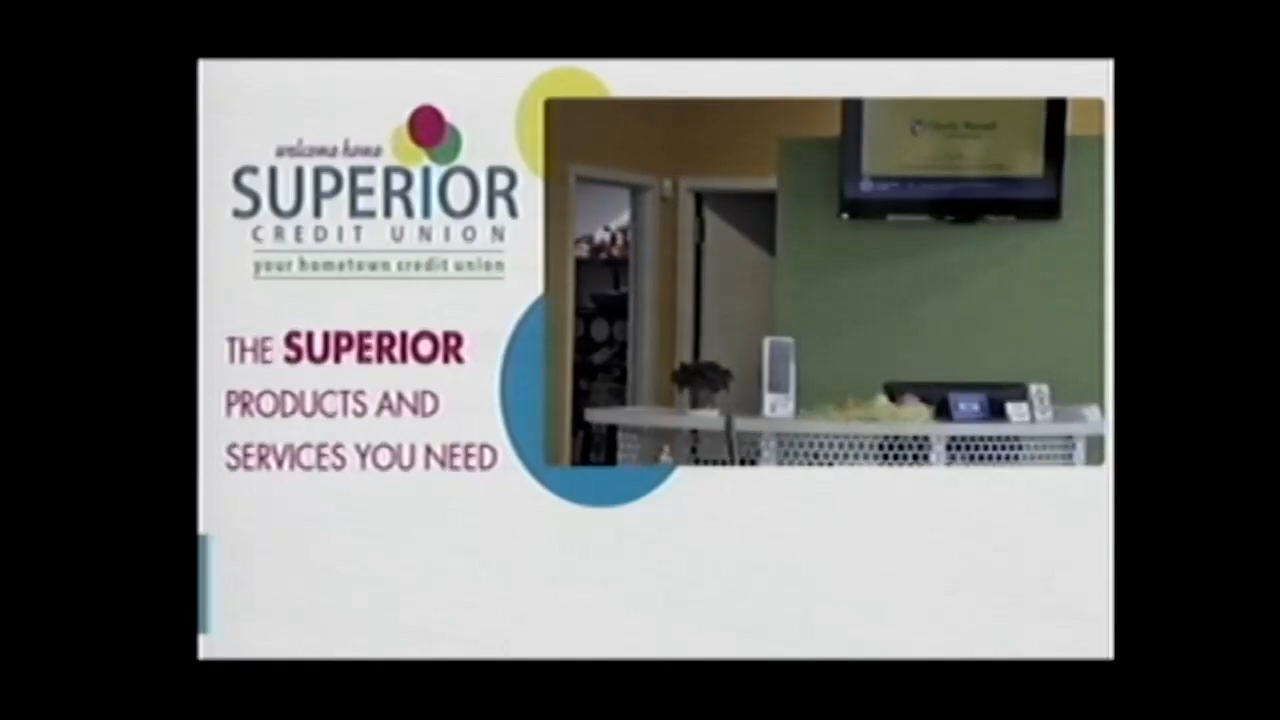 welcome home
SUPERIOR
CREDIT UNION
your hometown credit union
THE SUPERIOR
PRODUCTS AND
SERVICES YOU NEED